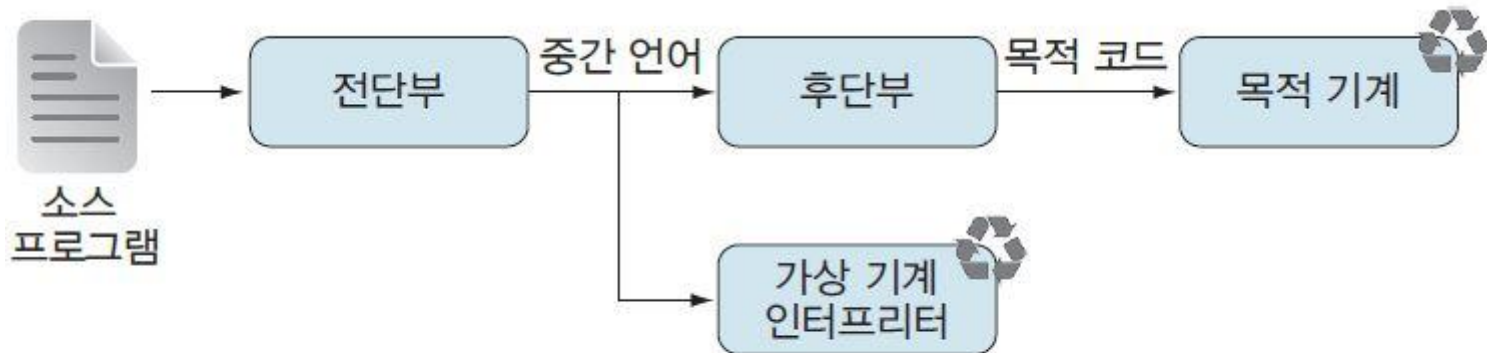 소스
프로그램
전단부
중간 언어
후단부
목적 코드
목적 기계
가상 기계
인터프리터